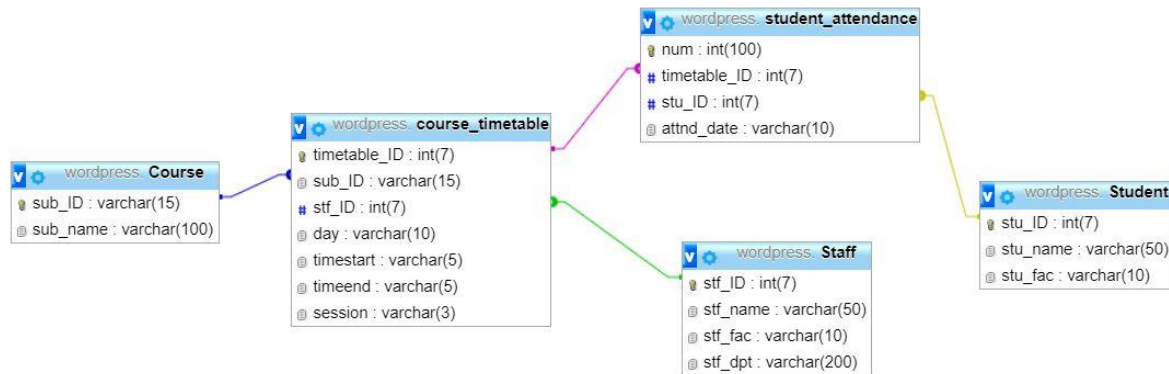 wordpress. student_attendance
num : int(100)
# timetable_ID : int(7)
# stu_ID : int(7)
attnd_date : varchar(10)
wordpress. course_timetable
timetable_ID : int(7)
sub_ID : varchar(15)
# stf_ID : int(7)
day : varchar(10)
timestart : varchar(5)
timeend : varchar(5)
session : varchar(3)
wordpress. Course
sub_ID : varchar(15)
sub_name : varchar(100)
wordpress. Student
stu_ID : int(7)
stu_name : varchar(50)
stu_fac : varchar(10)
wordpress. Staff
stf_ID : int(7)
stf_name : varchar(50)
stf_fac : varchar(10)
stf_dpt : varchar(200)